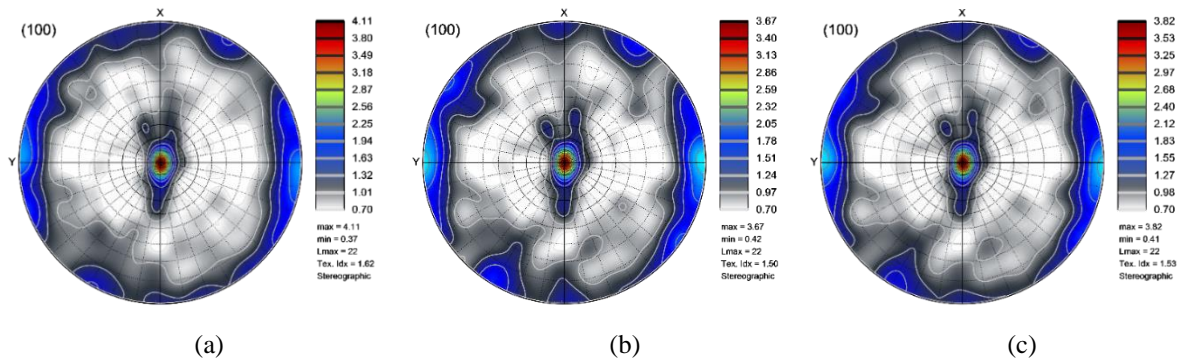 X
(100)
Y
4.11
3.80
3.49
3.18
2.87
2.56
2.25
1.94
1.63
1.32
1.01
0.70
max = 4.11
min = 0.37
Lmax = 22
Tex. Idx = 1.62
Stereographic
(a)
X
(100)
Y
3.67
3.40
3.13
2.86
2.59
2.32
2.05
1.78
1.51
1.24
0.97
0.70
max = 3.67
min = 0.42
Lmax = 22
Tex. Idx = 1.50
Stereographic
(b)
X
(100)
Y
3.82
3.53
3.25
2.97
2.68
2.40
2.12
1.83
1.55
1.27
0.98
0.70
max = 3.82
min = 0.41
Lmax = 22
Tex. Idx = 1.53
Stereographic
(c)